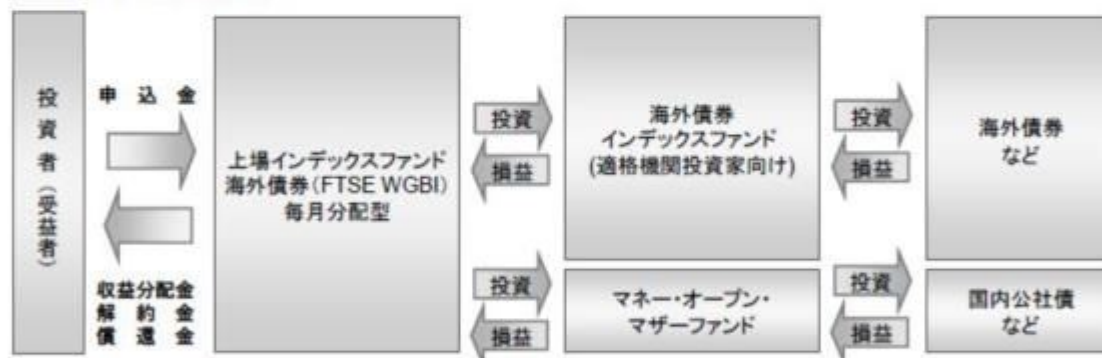 投資者(受益者)
申込金
収益分配金
解約金
償還金
上場インデックスファンド
海外債券(FTSE WGBI)
毎月分配型
投資
損益
投資
損益
海外債券
インデックスファンド
(適格機関投資家向け)
マネー・オープン・
マザーファンド
投資
損益
投資
損益
海外債券
など
国内公社債
など